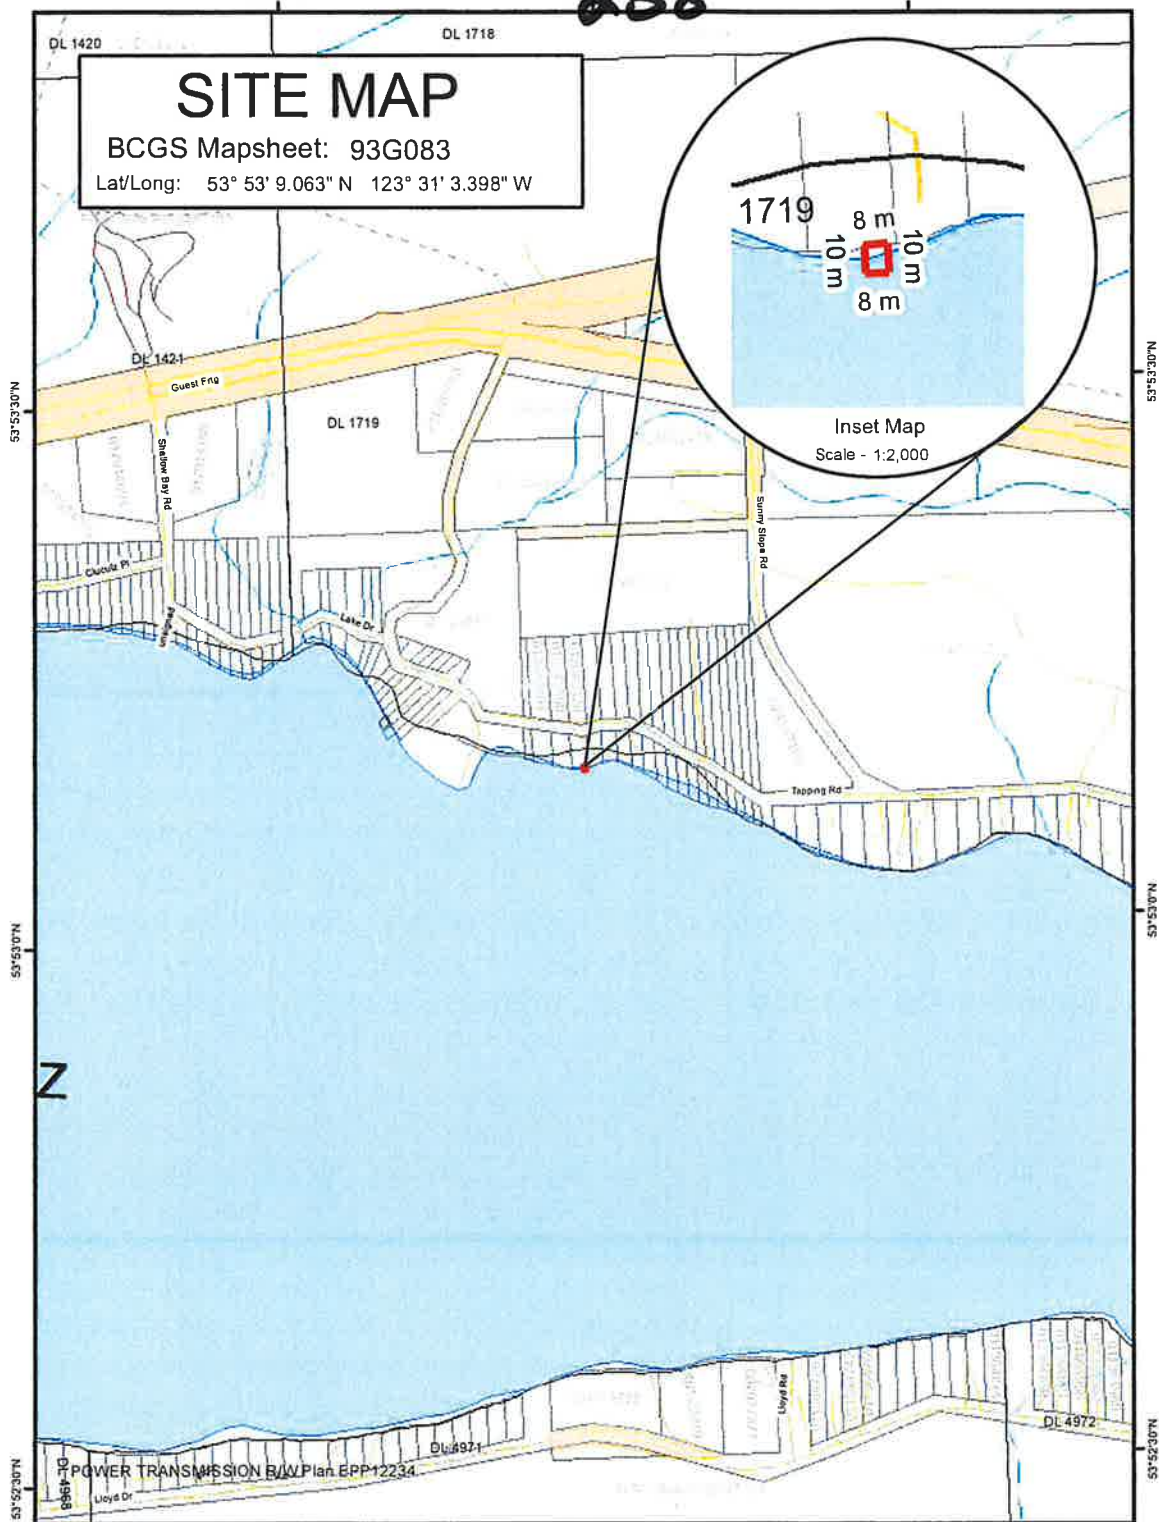 DL 1420
DL 1718
SITE MAP
BCGS Mapsheet: 93G083
Lat/Long: 53° 53' 9.063" N 123° 31' 3.398" W
1719
8 m
10 m
10 m
8 m
Inset Map
Scale - 1:2,000
DL 1421
Guest Frtg
DL 1719
53°53'30"N
53°53'0"N
53°52'30"N
53°53'30"N
53°53'0"N
53°52'30"N
Shallow Bay Rd
Sunny Slope Rd
Cluculz Pl
unsigned
Lake Dr
Tapping Rd
Z
Lloyd Rd
DL 4972
DL 4971
DL 4968
POWER TRANSMISSION R/W Plan EPP12234
Lloyd Dr